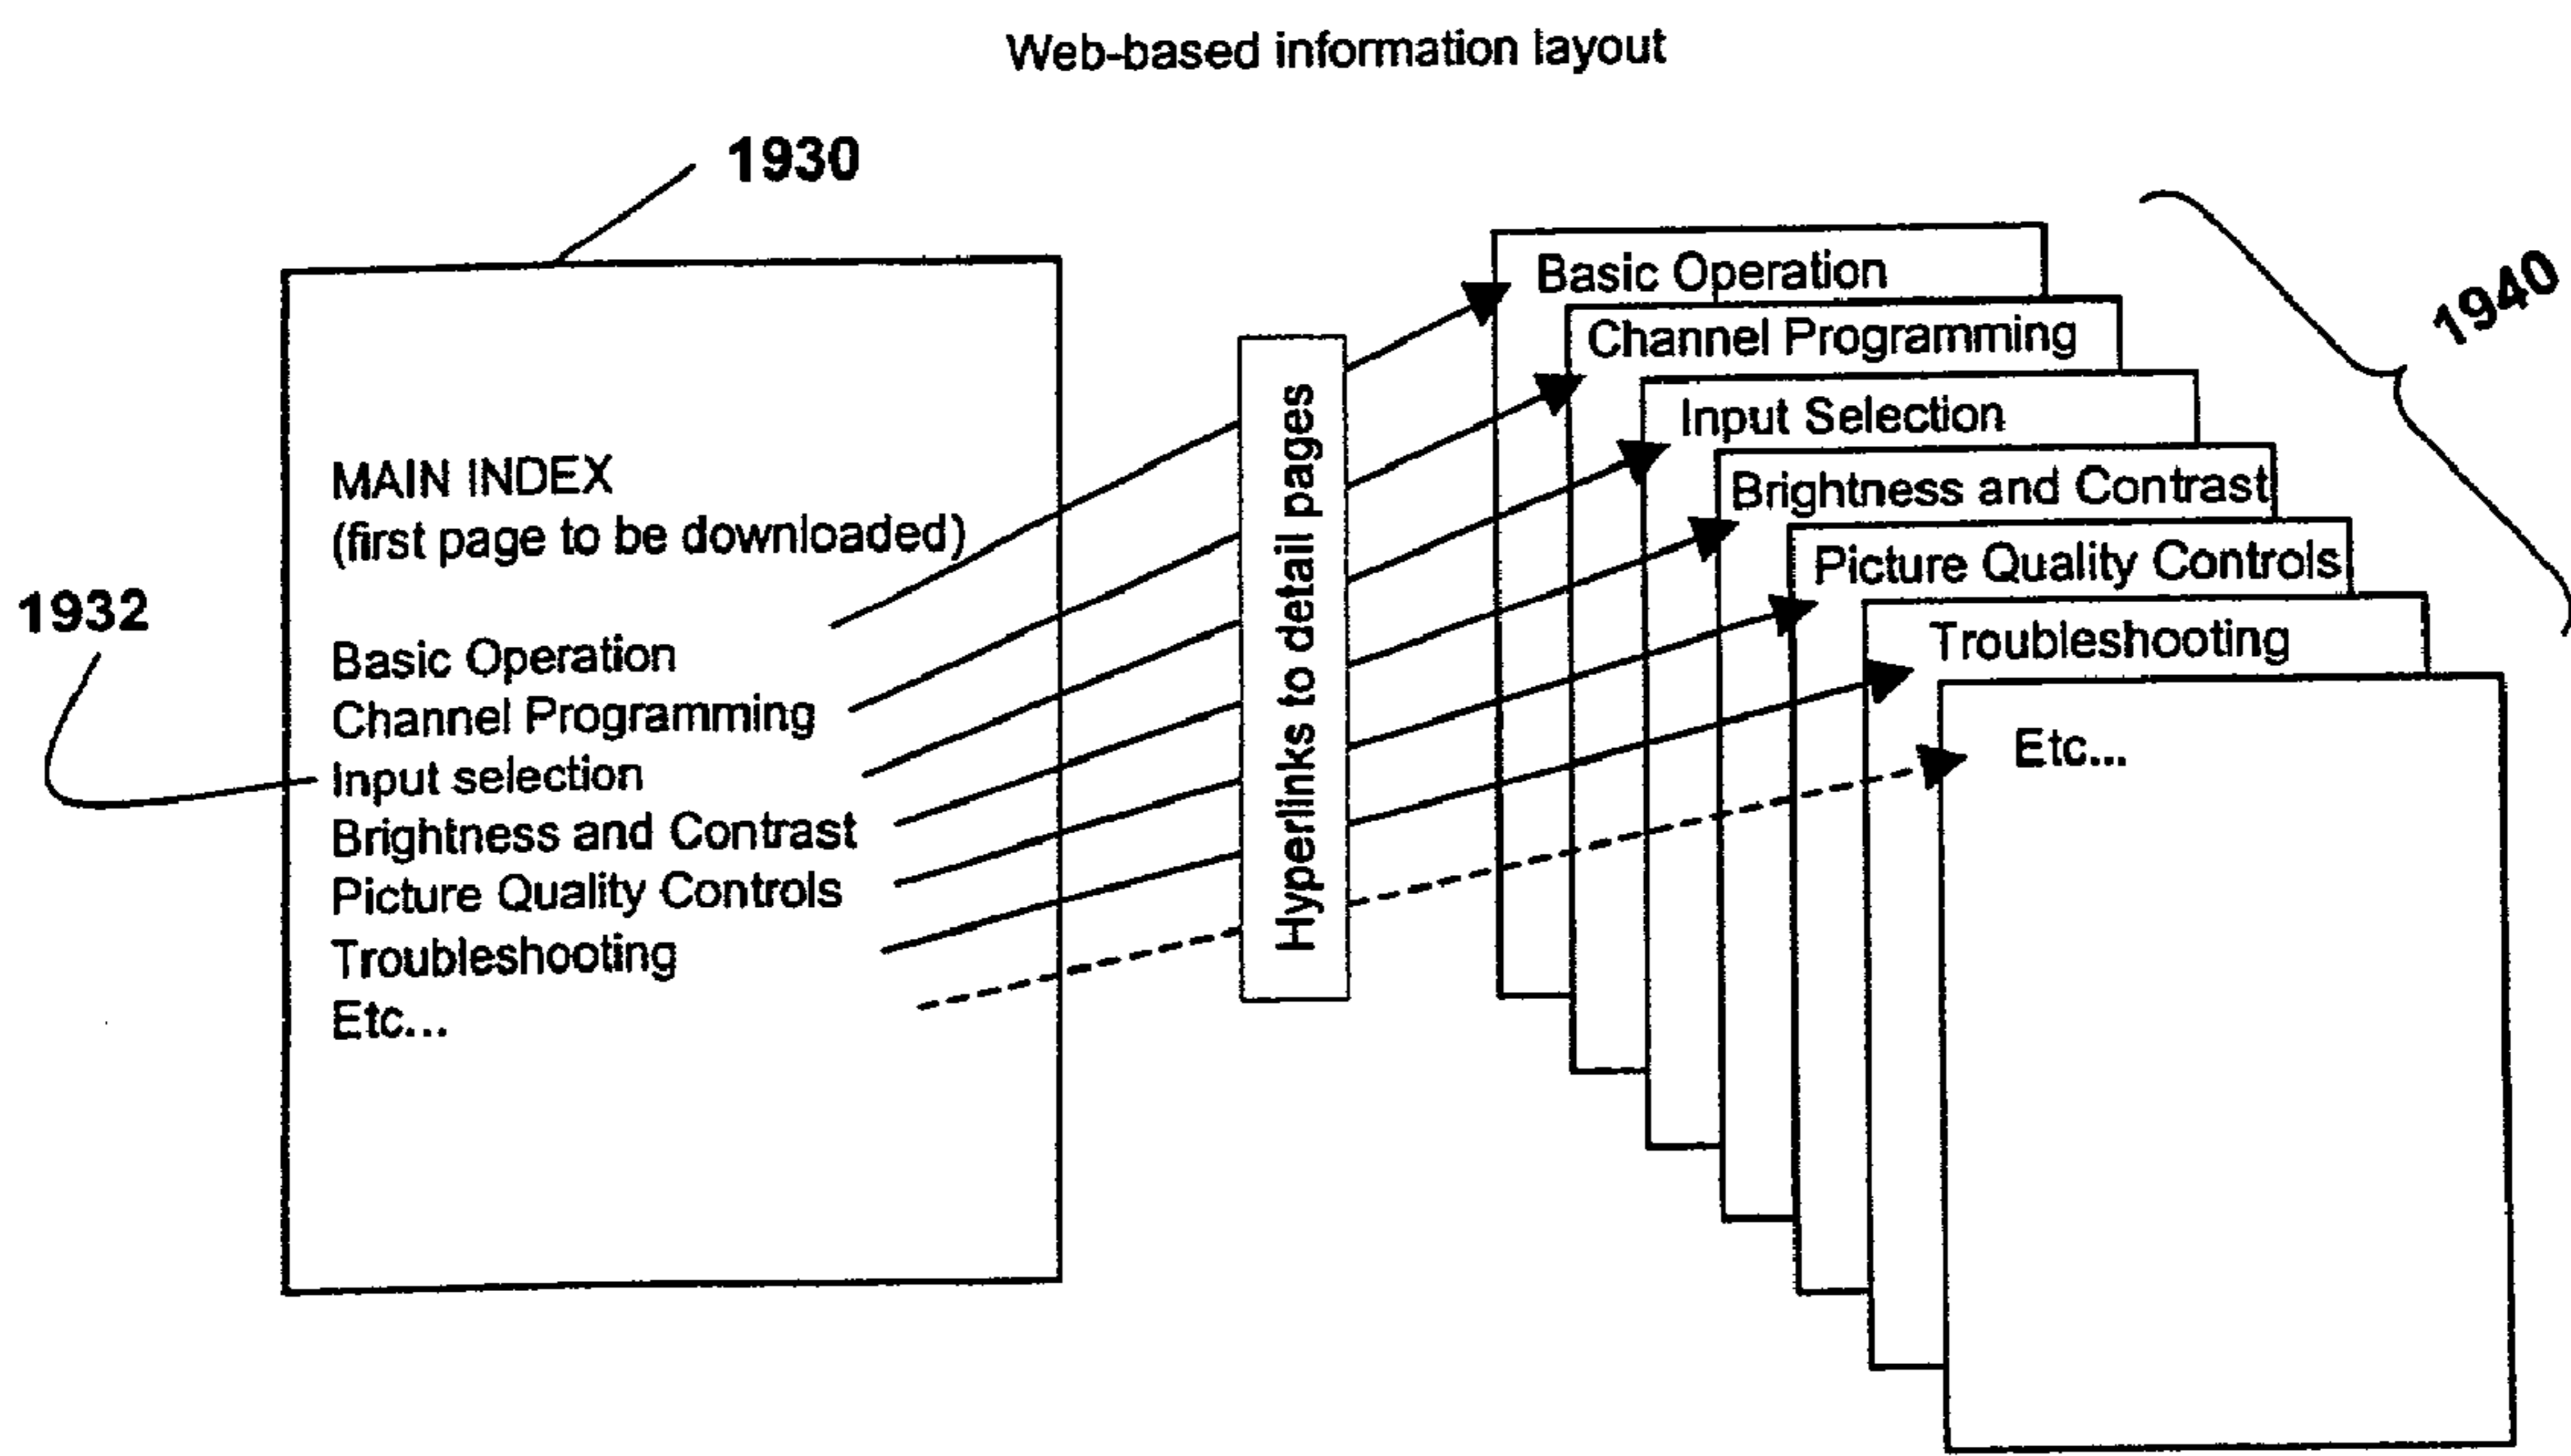 Web-based information layout
1930
1940
1932
MAIN INDEX
(first page to be downloaded)
Basic Operation
Channel Programming
Input selection
Brightness and Contrast
Picture Quality Controls
Troubleshooting
Etc...
Hyperlinks to detail pages
Basic Operation
Channel Programming
Input Selection
Brightness and Contrast
Picture Quality Controls
Troubleshooting
Etc...